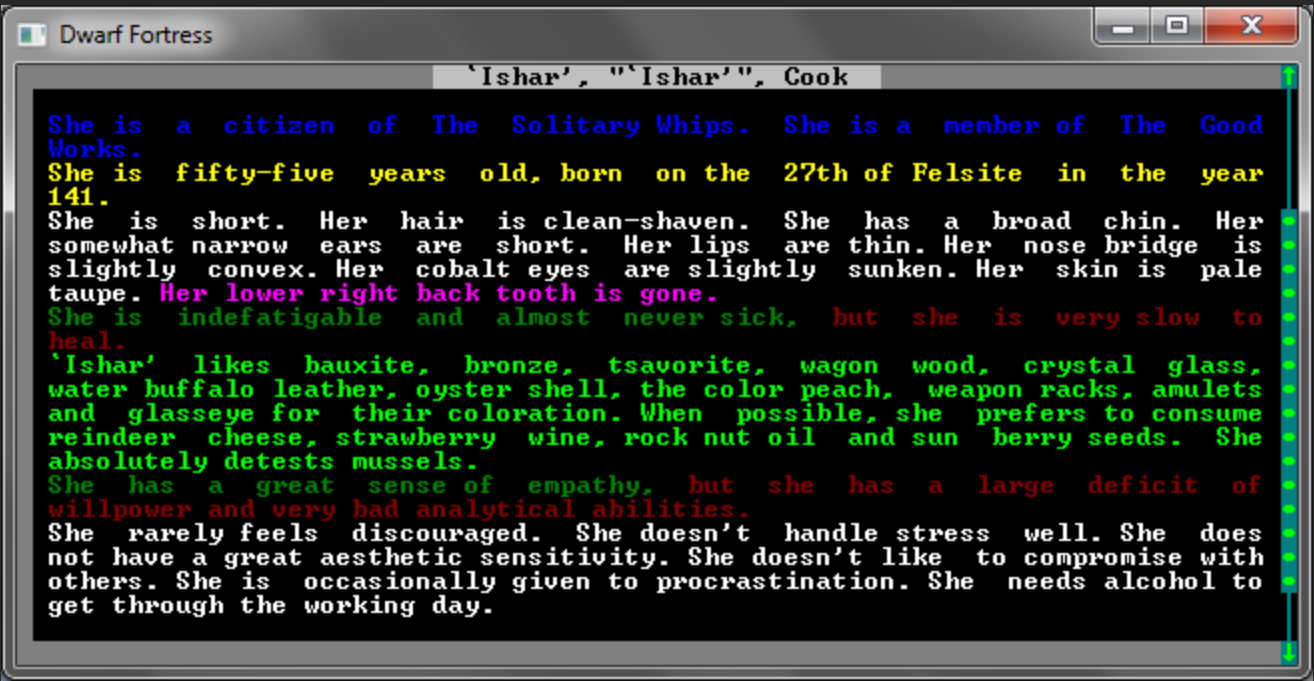 Dwarf Fortress
`Ishar', "`Ishar'", Cook
She is a citizen of The Solitary Whips. She is a member of The Good
Works.
She is fifty-five years old, born on the 27th of Felsite in the year
141.
She is short. Her hair is clean-shaven. She has a broad chin. Her
somewhat narrow ears are short. Her lips are thin. Her nose bridge is
slightly convex. Her cobalt eyes are slightly sunken. Her skin is pale
taupe. Her lower right back tooth is gone.
She is indefatigable and almost never sick, but she is very slow to
heal.
`Ishar' likes bauxite, bronze, tsavorite, wagon wood, crystal glass,
water buffalo leather, oyster shell, the color peach, weapon racks, amulets
and glasseye for their coloration. When possible, she prefers to consume
reindeer cheese, strawberry wine, rock nut oil and sun berry seeds. She
absolutely detests mussels.
She has a great sense of empathy, but she has a large deficit of
willpower and very bad analytical abilities.
She rarely feels discouraged. She doesn't handle stress well. She does
not have a great aesthetic sensitivity. She doesn't like to compromise with
others. She is occasionally given to procrastination. She needs alcohol to
get through the working day.